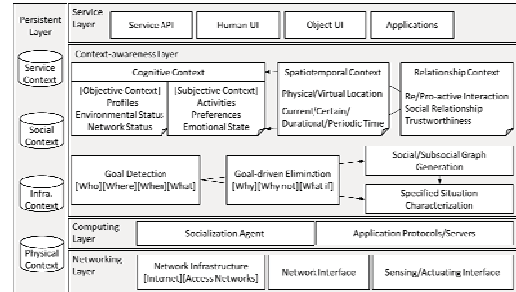 Persistent
Layer
Service
Context
Social
Context
Infra.
Context
Physical
Context
Service
Layer
Service API
Human UI
Object UI
Applications
Context-awareness layer
Cognitive Context
[Objective Context]
Profiles
Environmental Status
Network Status
[Subjective Context]
Activities
Preferences
Emotional State
Spatiotemporal Context
Physical/Virtual Location
Current/Certain/
Durational/Periodic Time
Relationship Context
Re/Pro-active Interaction
Social Relationship
Trustworthiness
Goal Detection
[Who][Where][When][What]
Goal-driven Elimination
[Why][Why not][What if]
Social/Subsocial Graph
Generation
Specified Situation
Characterization
Computing
Layer
Socialization Agent
Application Protocols/Servers
Networking
Layer
Network Infrastructure
[Internet][Access Networks]
Network Interface
Sensing/Actuating Interface